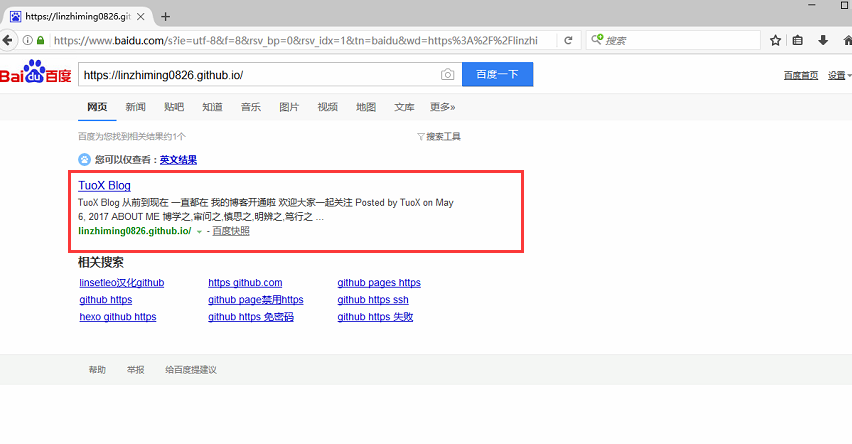 https://linzhiming0826.git
https://www.baidu.com/s?ie=utf-8&f=8&rsv_bp=0&rsv_idx=1&tn=baidu&wd=https%3A%2F%2Flinzhi
搜索
Bai du 百度
https://linzhiming0826.github.io/
百度一下
百度首页 设置
网页 新闻 贴吧 知道 音乐 图片 视频 地图 文库 更多»
百度为您找到相关结果约1个
搜索工具
您可以仅查看：英文结果
TuoX Blog
TuoX Blog 从前到现在 一直都在 我的博客开通啦 欢迎大家一起关注 Posted by TuoX on May
6, 2017 ABOUT ME 博学之,审问之,慎思之,明辨之,笃行之 ...
linzhiming0826.github.io/ - 百度快照
相关搜索
linsetleo汉化github https github.com github pages https
github https github page禁用https github https ssh
hexo github https github https 免密码 github https 失败
帮助 举报 给百度提建议